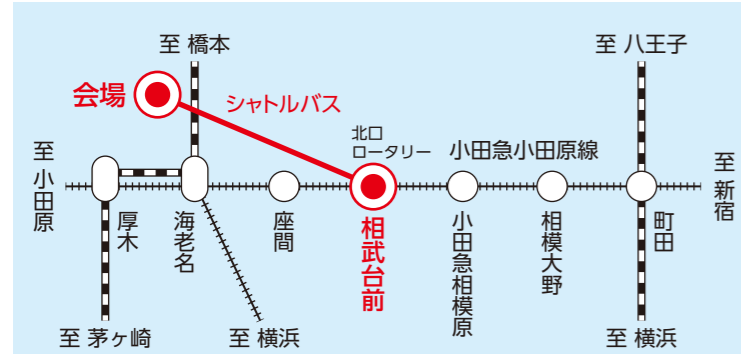 至 橋本
至 八王子
会場
シャトルバス
北口
ロータリー
小田急小田原線
至 小田原
至 新宿
厚木
海老名
座間
相武台前
小田急相模原
相模大野
町田
至 茅ヶ崎
至 横浜
至 横浜